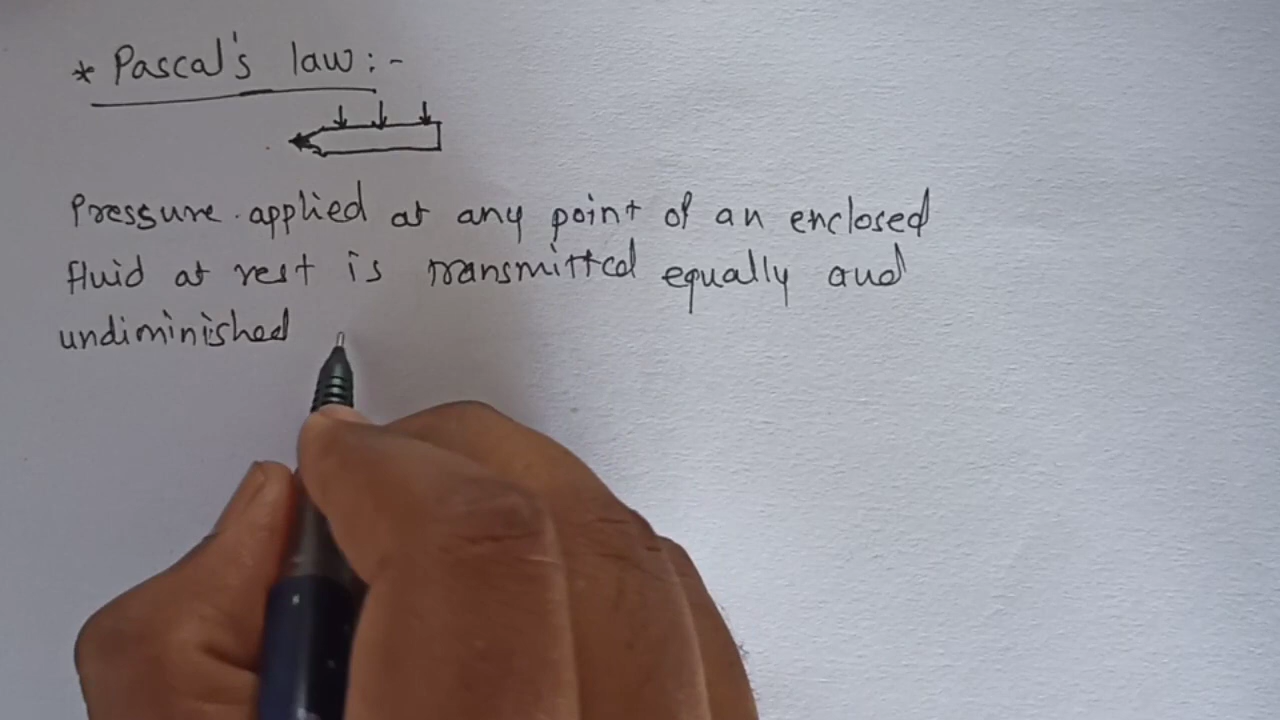 * Pascal's law:-
Pressure applied at any point of an enclosed
fluid at rest is transmitted equally and
undiminished